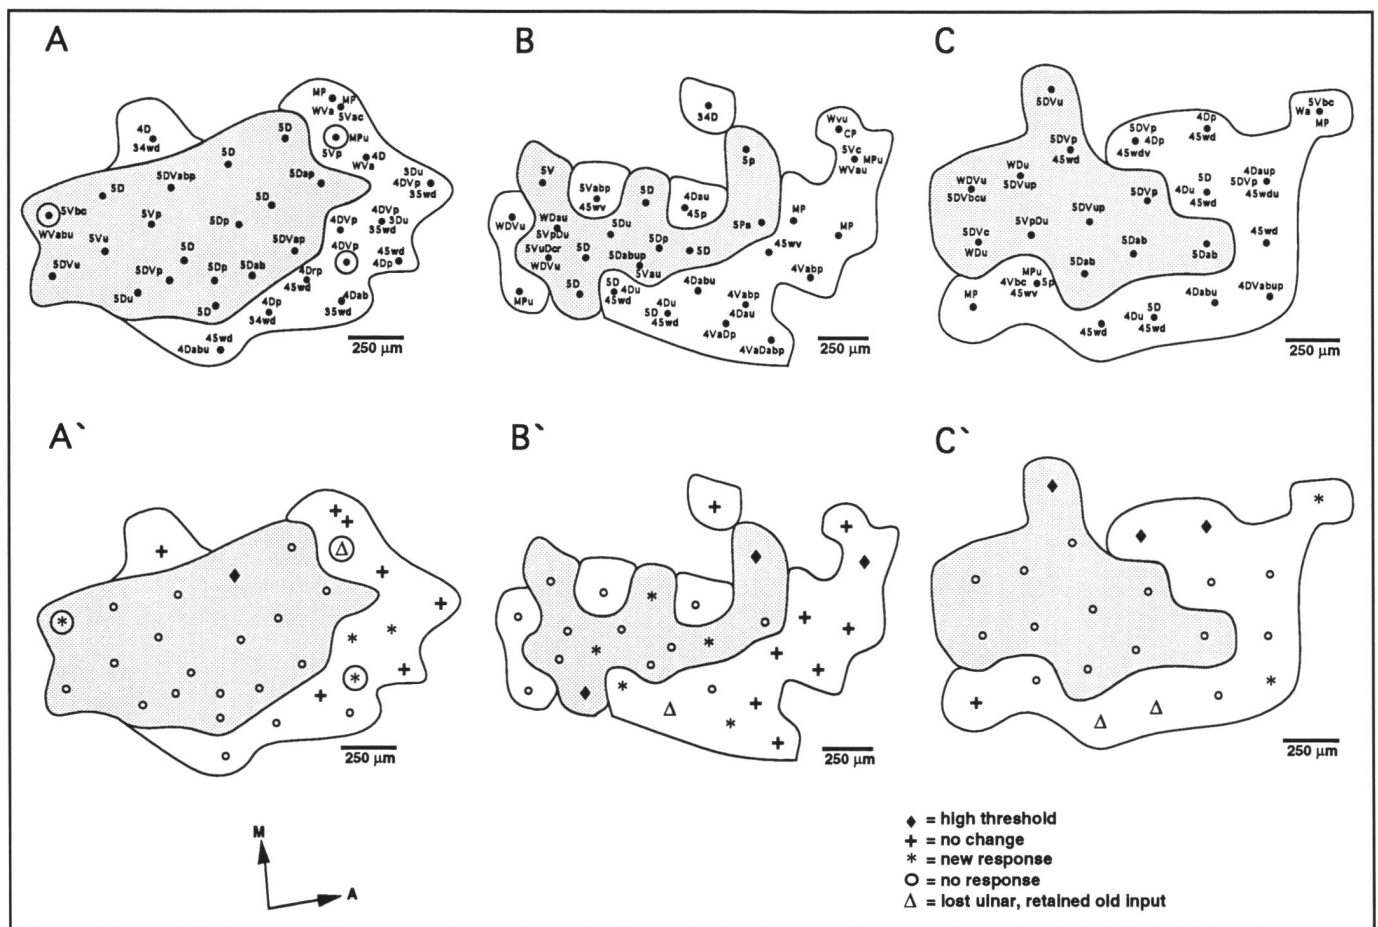 A
4D
34wd
5D
5D
5DVabp
5D
5Vbc
WVabu
5Vp
5Dp
5D
5Dap
5Vu
5D
5DVap
5DVu
5DVp
5Dp
5Dab
5Du
5D
MP
MP
WVa
5Vac
MPu
5Vp
4D
WVa
3Du
4DVp
35wd
4DVp
4DVp
3Du
35wd
4DVp
45wd
4Dp
4Drp
45wd
4Dab
35wd
4Dp
34wd
45wd
4Dabu
250 µm
B
34D
5V
5Vabp
45wv
5D
4Dau
45p
5p
WDVu
WDau
5VpDu
5Du
5VuDcr
WDVu
5D
5Dp
5Dabup
5Vau
5D
5Pa
MPu
5D
5D
4Du
45wd
4Du
5D
45wd
4Dabu
4Vabp
4Dau
4VaDp
4VaDabp
4Vabp
45wv
MP
MP
Wvu
CP
5Vc
MPu
WVau
250 µm
C
5DVu
5DVp
45wd
WDu
5DVup
WDVu
5DVbcu
5DVc
WDu
5VpDu
5DVup
5DVp
5Dab
5Dab
5Dab
5DVp
4Dp
45wdv
4Dp
45wd
5Vbc
Wa
MP
4Daup
5DVp
45wdu
5D
4Du
45wd
45wd
MP
MPu
4Vbc
5p
45wv
45wd
5D
4Du
45wd
4Dabu
4DVabup
250 µm
A`
250 µm
B`
250 µm
C`
250 µm
M
A
♦ = high threshold
+ = no change
* = new response
o = no response
Δ = lost ulnar, retained old input